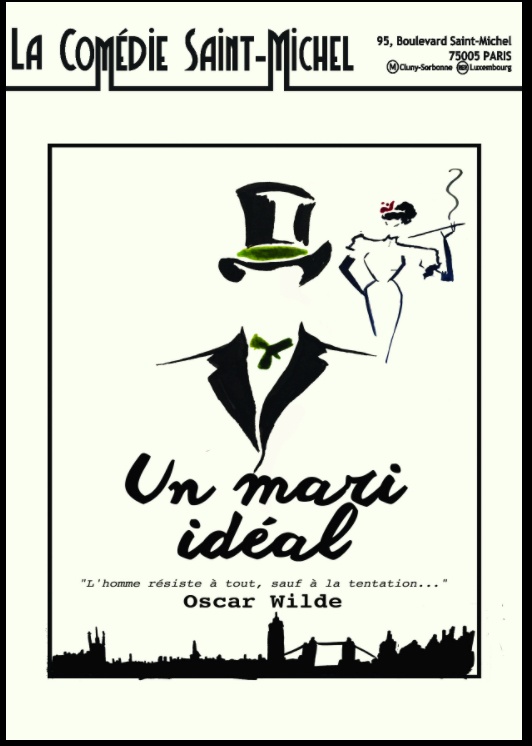 LA COMÉDIE SAINT-MICHEL
95, Boulevard Saint-Michel
75005 PARIS
M Cluny-Sorbonne RER Luxembourg
Un mari
idéal
"L'homme résiste à tout, sauf à la tentation..."
Oscar Wilde